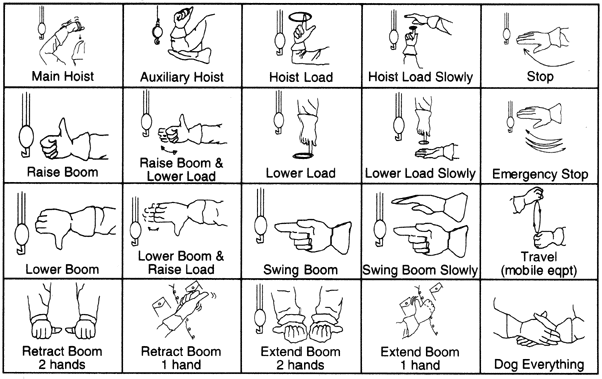 Main Hoist
Auxiliary Hoist
Hoist Load
Hoist Load Slowly
Stop
Raise Boom
Raise Boom &
Lower Load
Lower Load
Lower Load Slowly
Emergency Stop
Lower Boom
Lower Boom &
Raise Load
Swing Boom
Swing Boom Slowly
Travel
(mobile eqpt)
Retract Boom
2 hands
Retract Boom
1 hand
Extend Boom
2 hands
Extend Boom
1 hand
Dog Everything